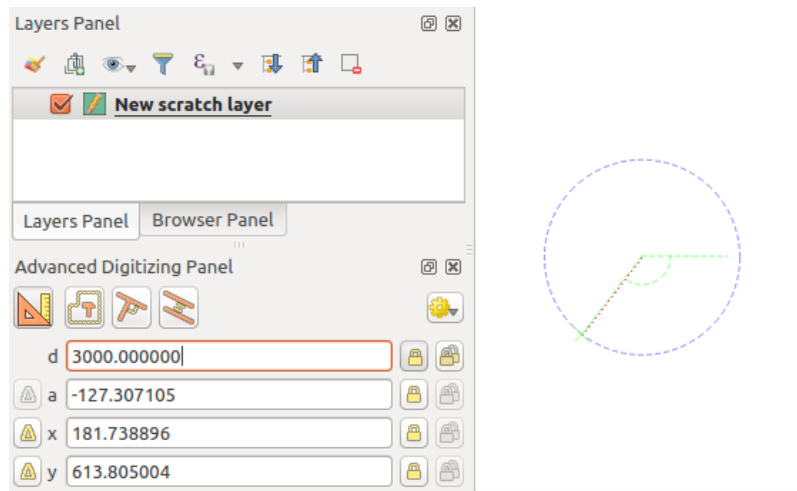 Layers Panel
New scratch layer
Layers Panel
Browser Panel
Advanced Digitizing Panel
d 3000.000000
a -127.307105
x 181.738896
y 613.805004